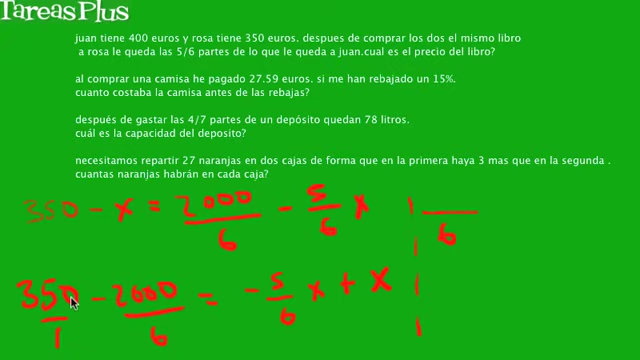 TareasPlus
juan tiene 400 euros y rosa tiene 350 euros. despues de comprar los dos el mismo libro
a rosa le queda las 5/6 partes de lo que le queda a juan.cual es el precio del libro?
al comprar una camisa he pagado 27.59 euros. si me han rebajado un 15%.
cuanto costaba la camisa antes de las rebajas?
después de gastar las 4/7 partes de un depósito quedan 78 litros.
cuál es la capacidad del deposito?
necesitamos repartir 27 naranjas en dos cajas de forma que en la primera haya 3 mas que en la segunda .
cuantas naranjas habrán en cada caja?
350 - x = 2000/6 - 5/6 x
6
350/1 - 2000/6 = - 5/6 x + x